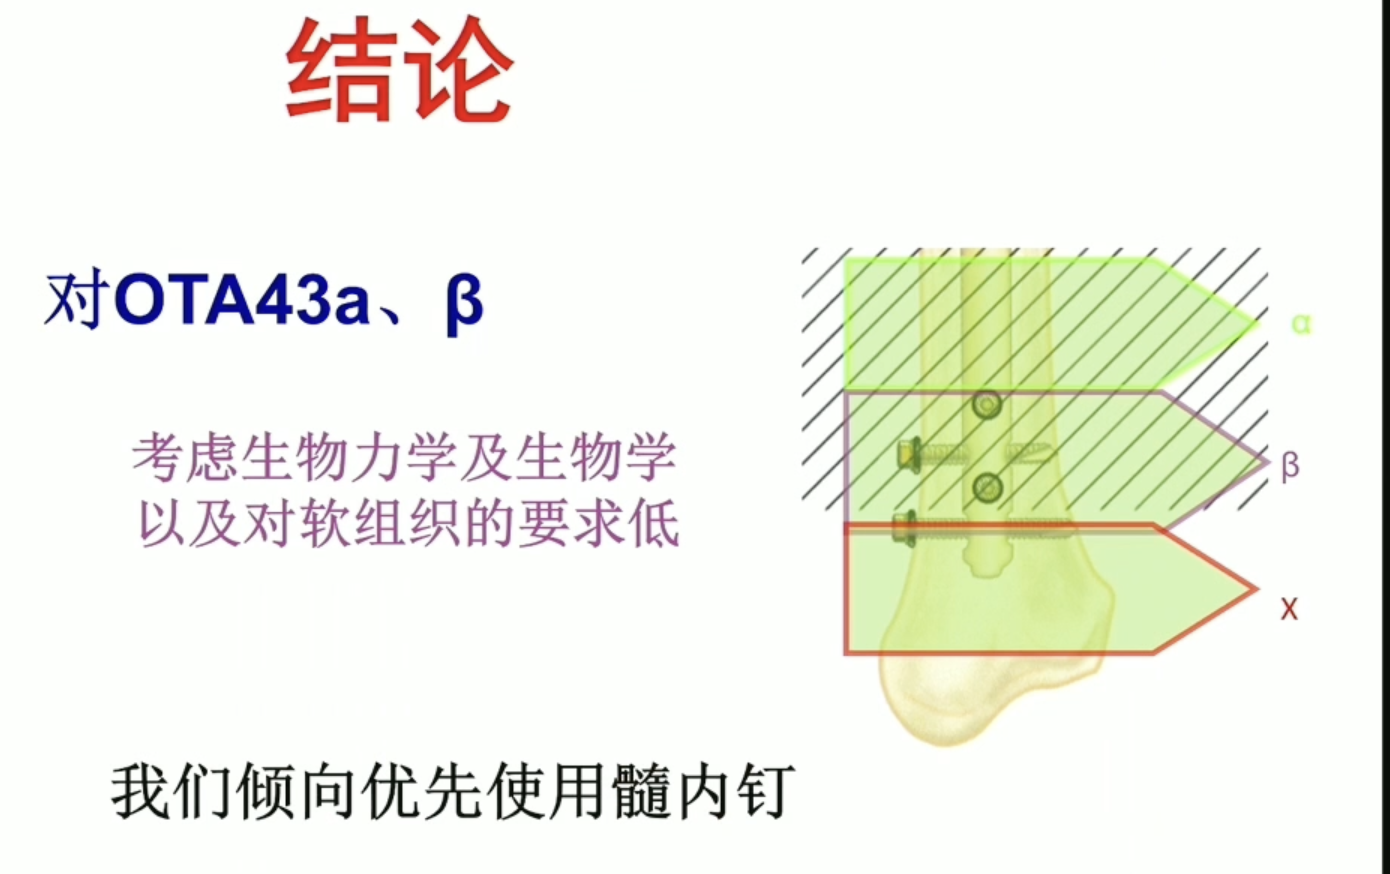 结论
对OTA43a、β
考虑生物力学及生物学
以及对软组织的要求低
我们倾向优先使用髓内钉
α
β
X